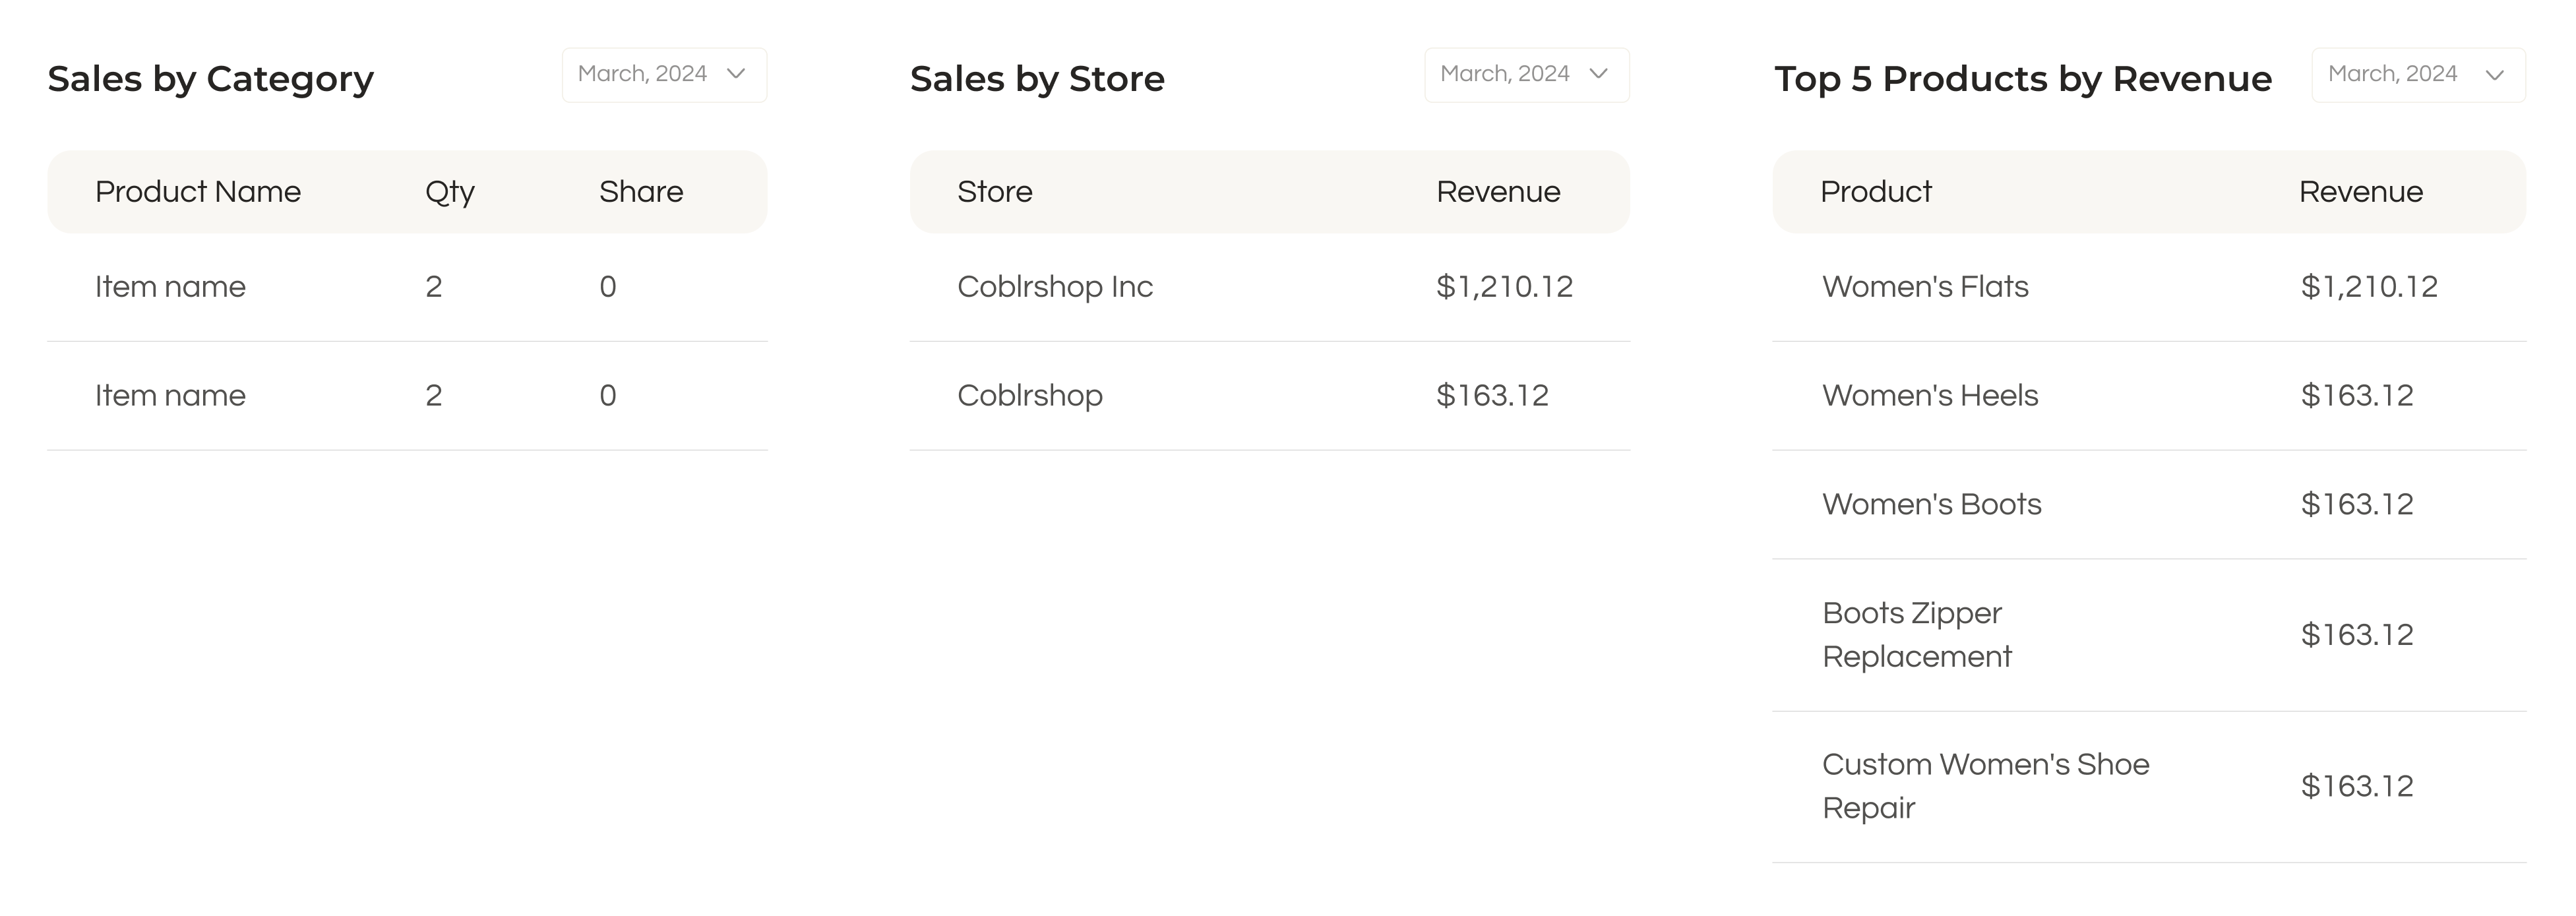 Sales by Category
March, 2024
Product Name Qty Share
Item name 2 0
Item name 2 0
Sales by Store
March, 2024
Store Revenue
Coblrshop Inc $1,210.12
Coblrshop $163.12
Top 5 Products by Revenue
March, 2024
Product Revenue
Women's Flats $1,210.12
Women's Heels $163.12
Women's Boots $163.12
Boots Zipper
Replacement
$163.12
Custom Women's Shoe
Repair
$163.12